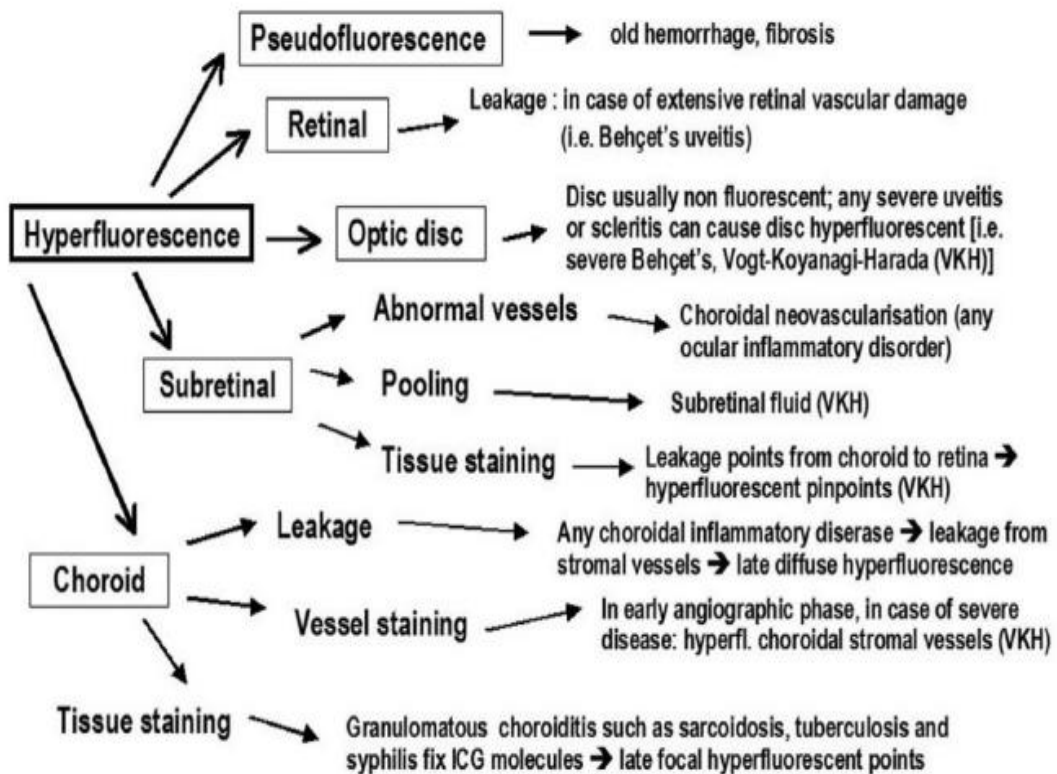 Pseudofluorescence
old hemorrhage, fibrosis
Retinal
Leakage : in case of extensive retinal vascular damage
(i.e. Behçet's uveitis)
Hyperfluorescence
Optic disc
Disc usually non fluorescent; any severe uveitis
or scleritis can cause disc hyperfluorescent [i.e.
severe Behçet's, Vogt-Koyanagi-Harada (VKH)]
Subretinal
Abnormal vessels
Choroidal neovascularisation (any
ocular inflammatory disorder)
Pooling
Subretinal fluid (VKH)
Tissue staining
Leakage points from choroid to retina ➔
hyperfluorescent pinpoints (VKH)
Choroid
Leakage
Any choroidal inflammatory diserase ➔ leakage from
stromal vessels ➔ late diffuse hyperfluorescence
Vessel staining
In early angiographic phase, in case of severe
disease: hyperfl. choroidal stromal vessels (VKH)
Tissue staining
Granulomatous choroiditis such as sarcoidosis, tuberculosis and
syphilis fix ICG molecules ➔ late focal hyperfluorescent points